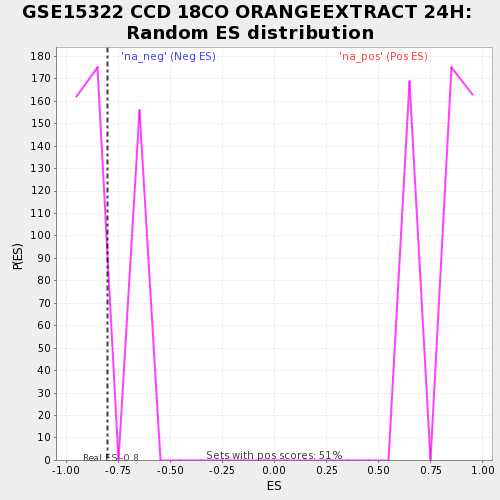 GSE15322 CCD 18CO ORANGEEXTRACT 24H:
Random ES distribution
'na_neg' (Neg ES)
'na_pos' (Pos ES)
180
170
160
150
140
130
120
110
100
90
80
70
60
50
40
30
20
10
0
P(ES)
Real ES -0.8
Sets with pos scores: 51%
-1.00 -0.75 -0.50 -0.25 0.00 0.25 0.50 0.75 1.00
ES